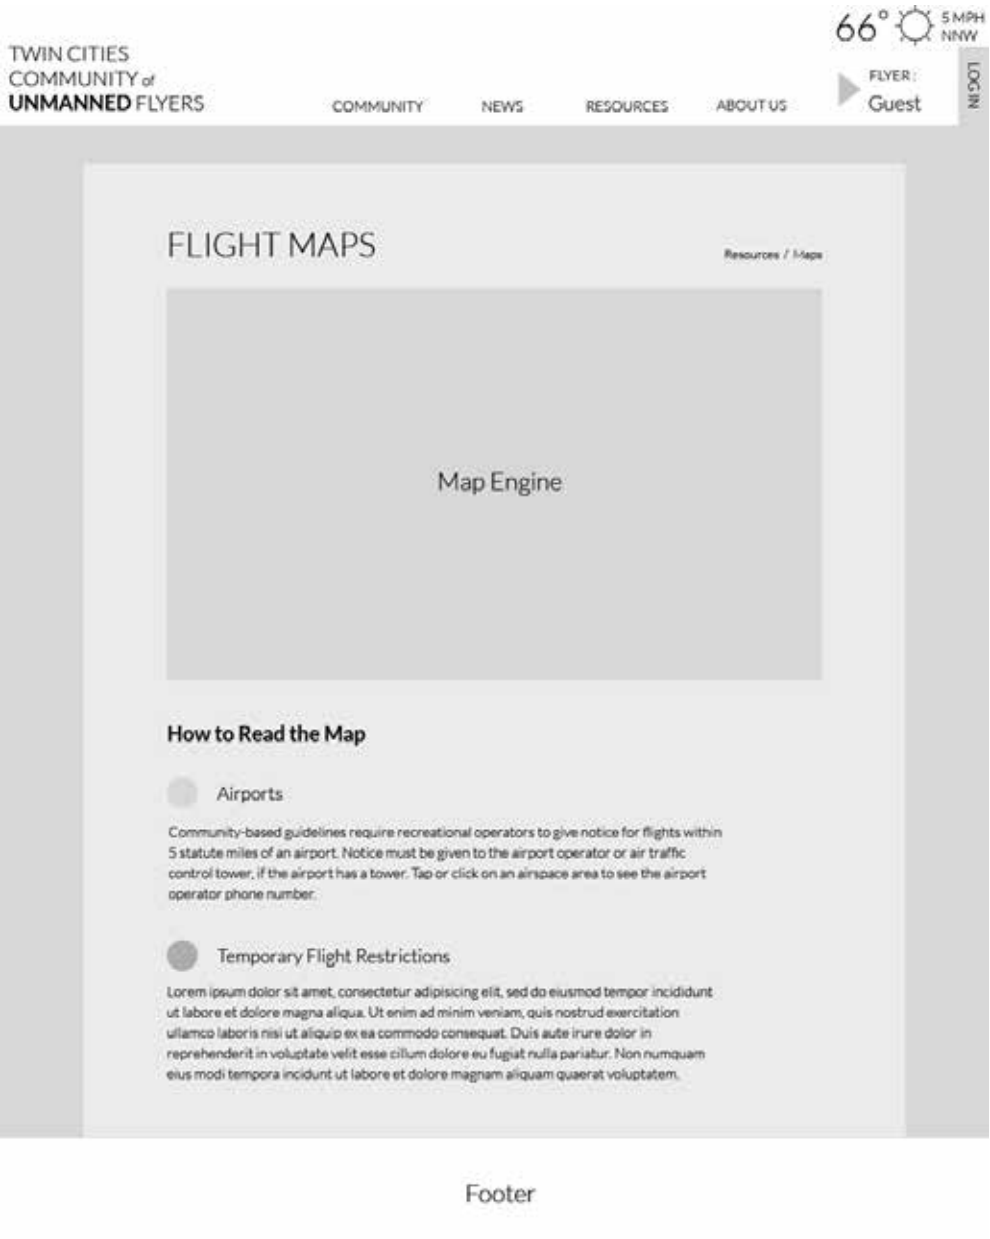 66°
5 MPH
NNW
TWIN CITIES
COMMUNITY of
UNMANNED FLYERS
COMMUNITY
NEWS
RESOURCES
ABOUT US
FLYER:
Guest
LOG IN
FLIGHT MAPS
Resources / Maps
Map Engine
How to Read the Map
Airports
Community-based guidelines require recreational operators to give notice for flights within
5 statute miles of an airport. Notice must be given to the airport operator or air traffic
control tower, if the airport has a tower. Tap or click on an airspace area to see the airport
operator phone number.
Temporary Flight Restrictions
Lorem ipsum dolor sit amet, consectetur adipisicing elit, sed do eiusmod tempor incididunt
ut labore et dolore magna aliqua. Ut enim ad minim veniam, quis nostrud exercitation
ullamco laboris nisi ut aliquip ex ea commodo consequat. Duis aute irure dolor in
reprehenderit in voluptate velit esse cillum dolore eu fugiat nulla pariatur. Non numquam
eius modi tempora incidunt ut labore et dolore magnam aliquam quaerat voluptatem.
Footer